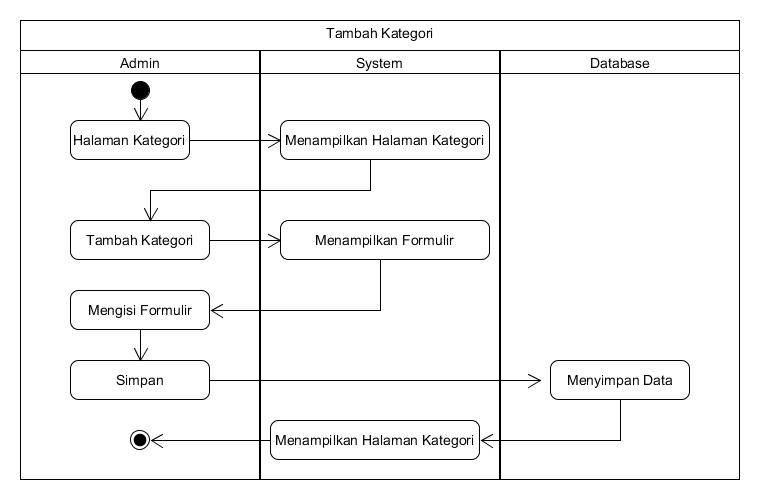 Tambah Kategori
Admin
System
Database
Halaman Kategori
Menampilkan Halaman Kategori
Tambah Kategori
Menampilkan Formulir
Mengisi Formulir
Simpan
Menyimpan Data
Menampilkan Halaman Kategori